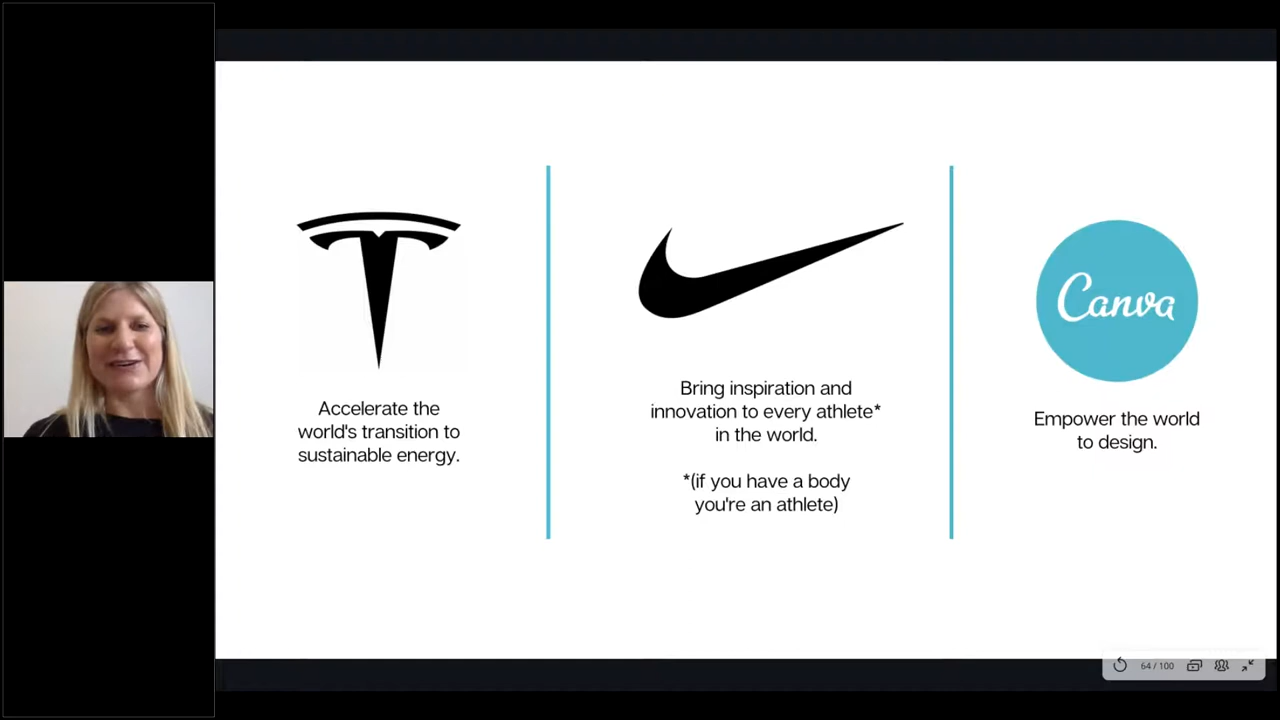 Accelerate the
world's transition to
sustainable energy.
Bring inspiration and
innovation to every athlete*
in the world.
*(if you have a body
you're an athlete)
Canva
Empower the world
to design.
64 / 100